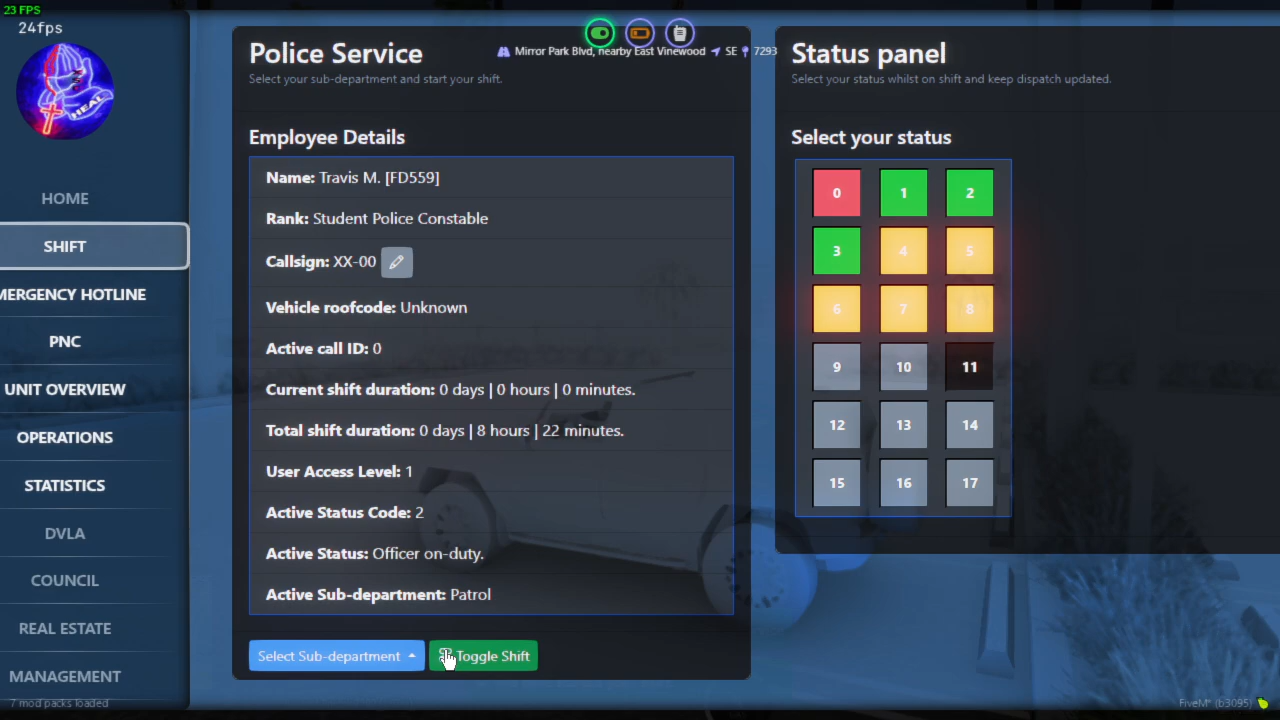 23 FPS
24fps
HEAL
HOME
SHIFT
MERGENCY HOTLINE
PNC
UNIT OVERVIEW
OPERATIONS
STATISTICS
DVLA
COUNCIL
REAL ESTATE
MANAGEMENT
7 mod packs loaded
Mirror Park Blvd, nearby East Vinewood SE 7293
Police Service
Select your sub-department and start your shift.
Employee Details
Name: Travis M. [FD559]
Rank: Student Police Constable
Callsign: XX-00
Vehicle roofcode: Unknown
Active call ID: 0
Current shift duration: 0 days | 0 hours | 0 minutes.
Total shift duration: 0 days | 8 hours | 22 minutes.
User Access Level: 1
Active Status Code: 2
Active Status: Officer on-duty.
Active Sub-department: Patrol
Select Sub-department
Toggle Shift
Status panel
Select your status whilst on shift and keep dispatch updated.
Select your status
0 1 2
3 4 5
6 7 8
9 10 11
12 13 14
15 16 17
FiveM* (b3095)